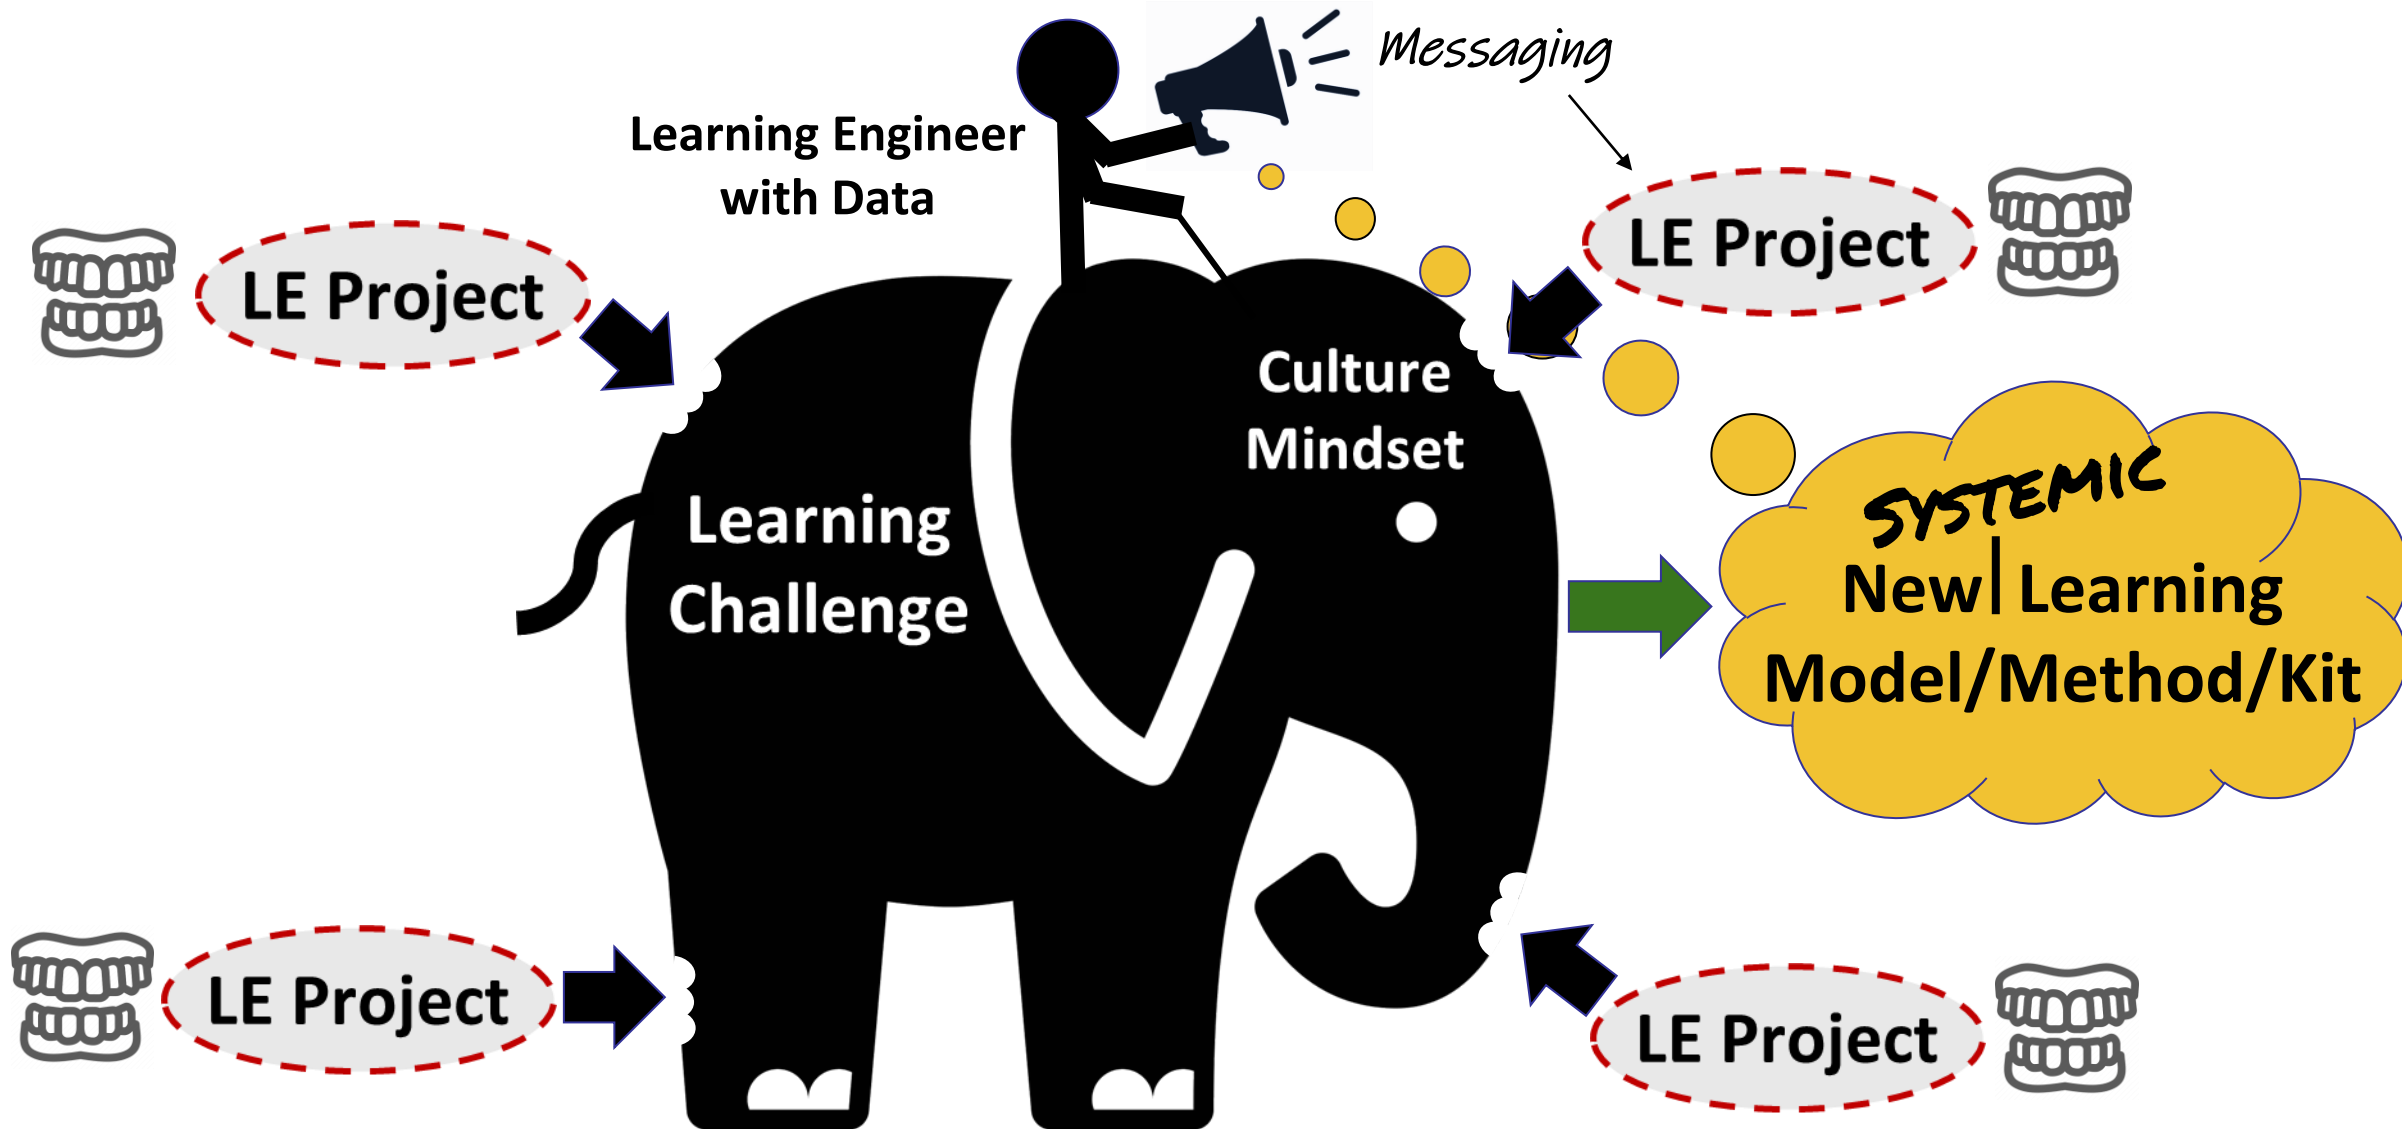 Messaging
Learning Engineer
with Data
LE Project
LE Project
Culture
Mindset
Learning
Challenge
SYSTEMIC
New Learning
Model/Method/Kit
LE Project
LE Project